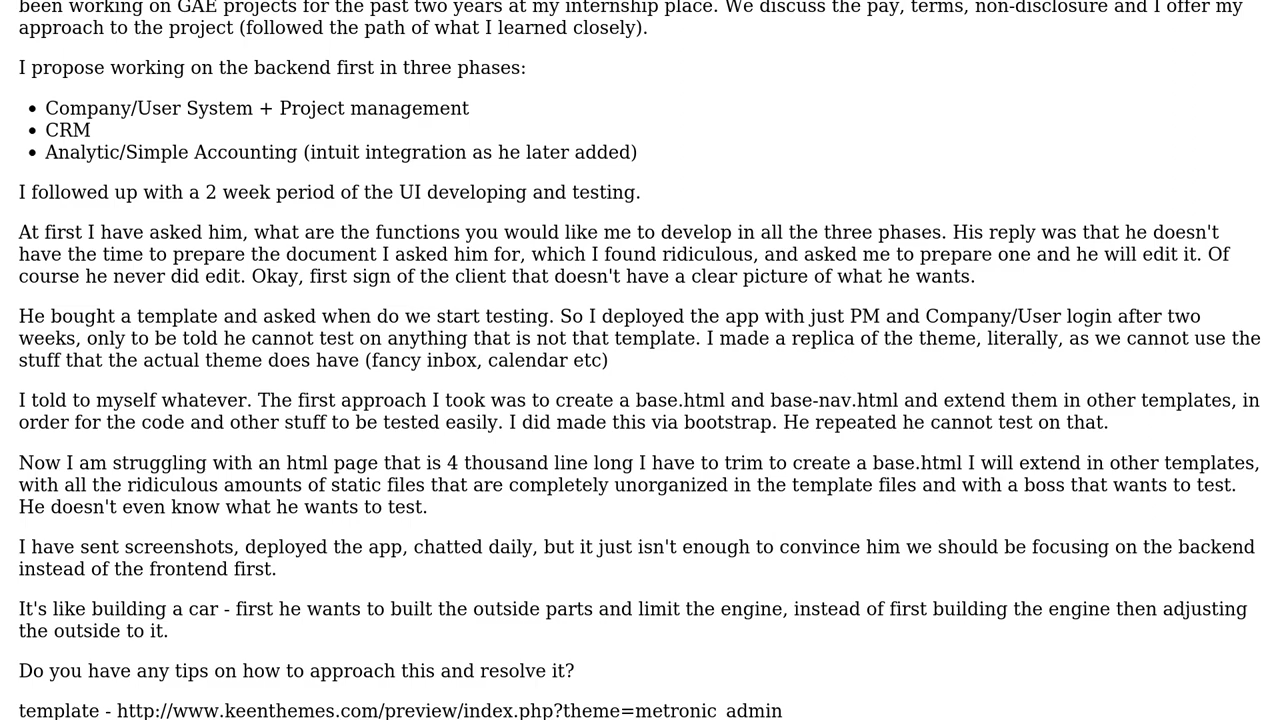 been working on GAE projects for the past two years at my internship place. We discuss the pay, terms, non-disclosure and I offer my
approach to the project (followed the path of what I learned closely).
I propose working on the backend first in three phases:
• Company/User System + Project management
• CRM
• Analytic/Simple Accounting (intuit integration as he later added)
I followed up with a 2 week period of the UI developing and testing.
At first I have asked him, what are the functions you would like me to develop in all the three phases. His reply was that he doesn't
have the time to prepare the document I asked him for, which I found ridiculous, and asked me to prepare one and he will edit it. Of
course he never did edit. Okay, first sign of the client that doesn't have a clear picture of what he wants.
He bought a template and asked when do we start testing. So I deployed the app with just PM and Company/User login after two
weeks, only to be told he cannot test on anything that is not that template. I made a replica of the theme, literally, as we cannot use the
stuff that the actual theme does have (fancy inbox, calendar etc)
I told to myself whatever. The first approach I took was to create a base.html and base-nav.html and extend them in other templates, in
order for the code and other stuff to be tested easily. I did made this via bootstrap. He repeated he cannot test on that.
Now I am struggling with an html page that is 4 thousand line long I have to trim to create a base.html I will extend in other templates,
with all the ridiculous amounts of static files that are completely unorganized in the template files and with a boss that wants to test.
He doesn't even know what he wants to test.
I have sent screenshots, deployed the app, chatted daily, but it just isn't enough to convince him we should be focusing on the backend
instead of the frontend first.
It's like building a car - first he wants to built the outside parts and limit the engine, instead of first building the engine then adjusting
the outside to it.
Do you have any tips on how to approach this and resolve it?
template - http://www.keenthemes.com/preview/index.php?theme=metronic_admin